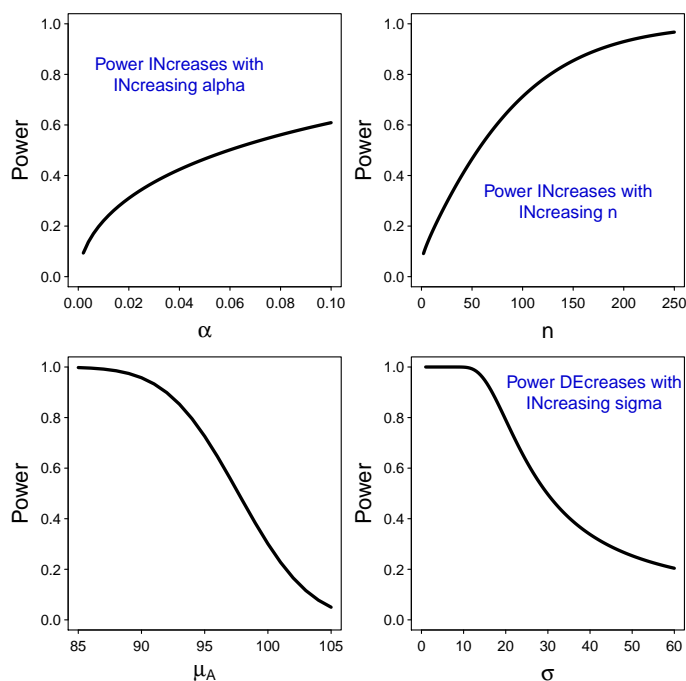 1.0
0.8
0.6
0.4
0.2
0.0
Power
Power INcreases with
INcreasing alpha
0.00 0.02 0.04 0.06 0.08 0.10
α
1.0
0.8
0.6
0.4
0.2
0.0
Power
Power INcreases with
INcreasing n
0 50 100 150 200 250
n
1.0
0.8
0.6
0.4
0.2
0.0
Power
85 90 95 100 105
μA
1.0
0.8
0.6
0.4
0.2
0.0
Power
Power DEcreases with
INcreasing sigma
0 10 20 30 40 50 60
σ